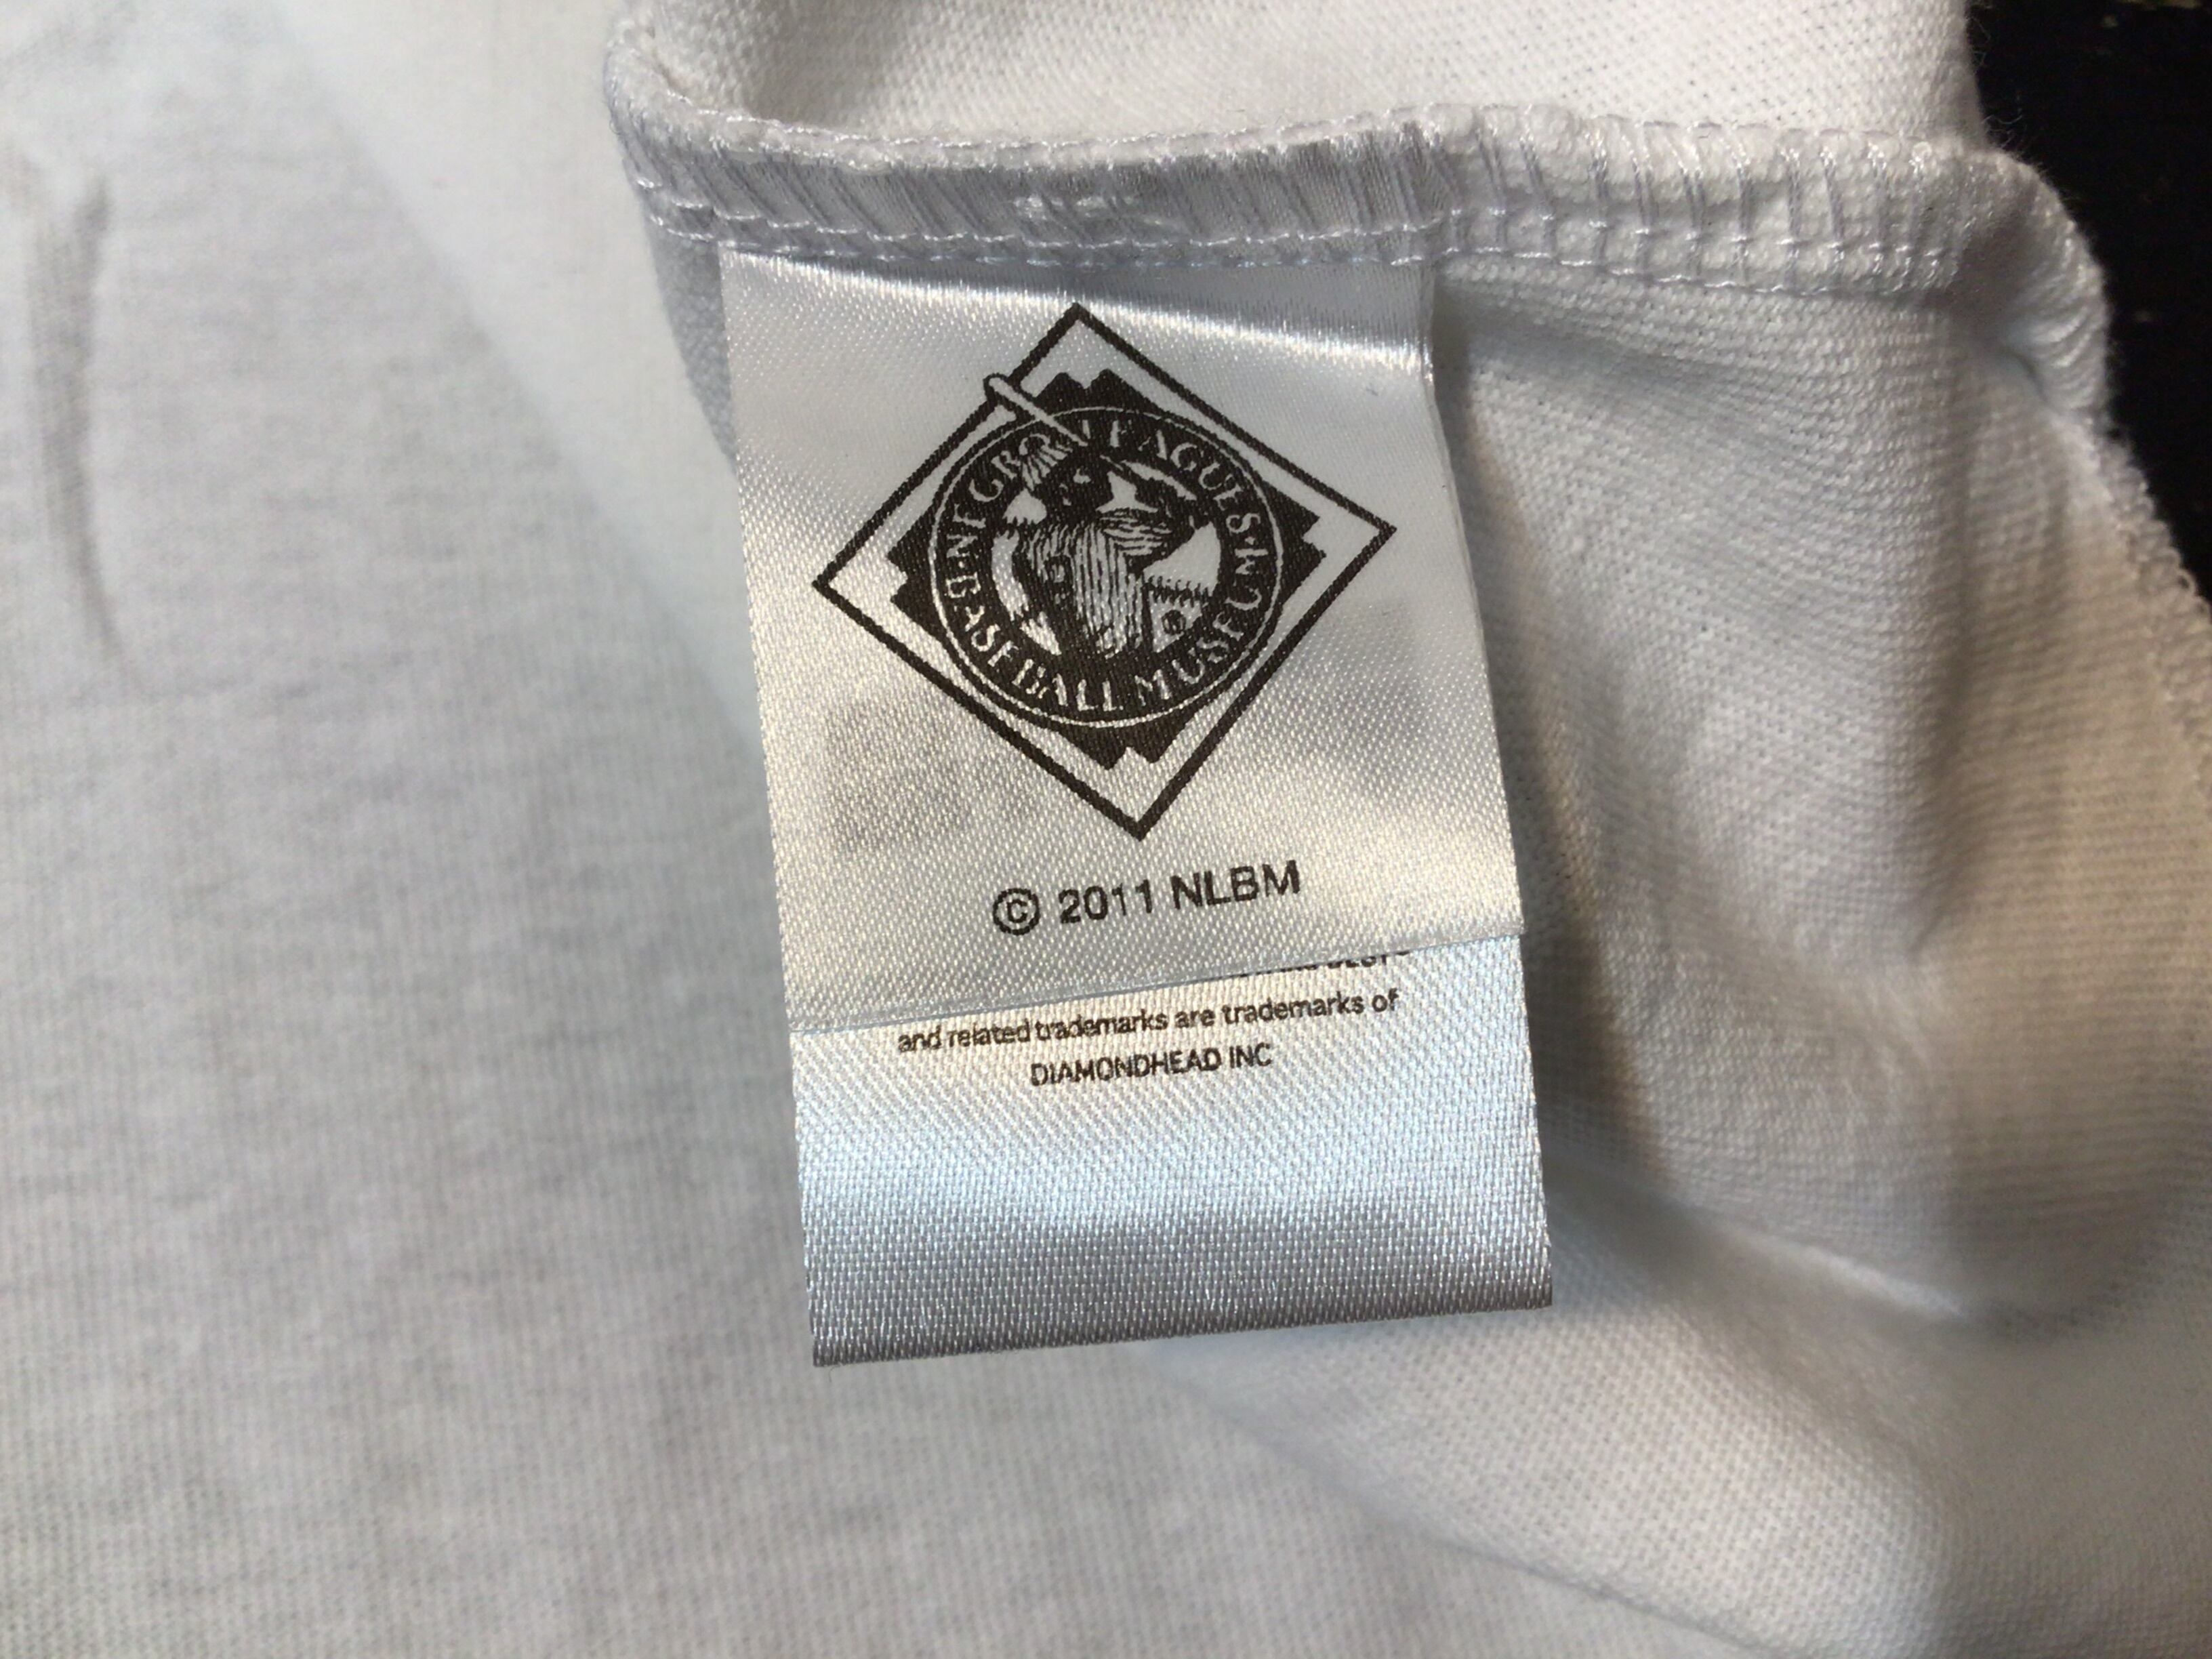 NEGRO LEAGUES
BASEBALL MUSEUM
© 2011 NLBM
and related trademarks are trademarks of
DIAMONDHEAD INC